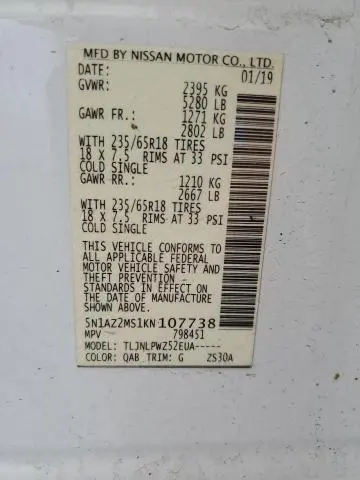 MFD BY NISSAN MOTOR CO., LTD.
DATE: 01/19
GVWR: 2395 KG
5280 LB
GAWR FR.: 1271 KG
2802 LB
WITH 235/65R18 TIRES
18 X 7.5 RIMS AT 33 PSI
COLD SINGLE
GAWR RR.: 1210 KG
2667 LB
WITH 235/65R18 TIRES
18 X 7.5 RIMS AT 33 PSI
COLD SINGLE
THIS VEHICLE CONFORMS TO
ALL APPLICABLE FEDERAL
MOTOR VEHICLE SAFETY AND
THEFT PREVENTION
STANDARDS IN EFFECT ON
THE DATE OF MANUFACTURE
SHOWN ABOVE.
5N1AZ2MS1KN107738
MPV 798451
MODEL: TLJNLPWZ52EUA-----
COLOR: QAB TRIM: G ZS30A